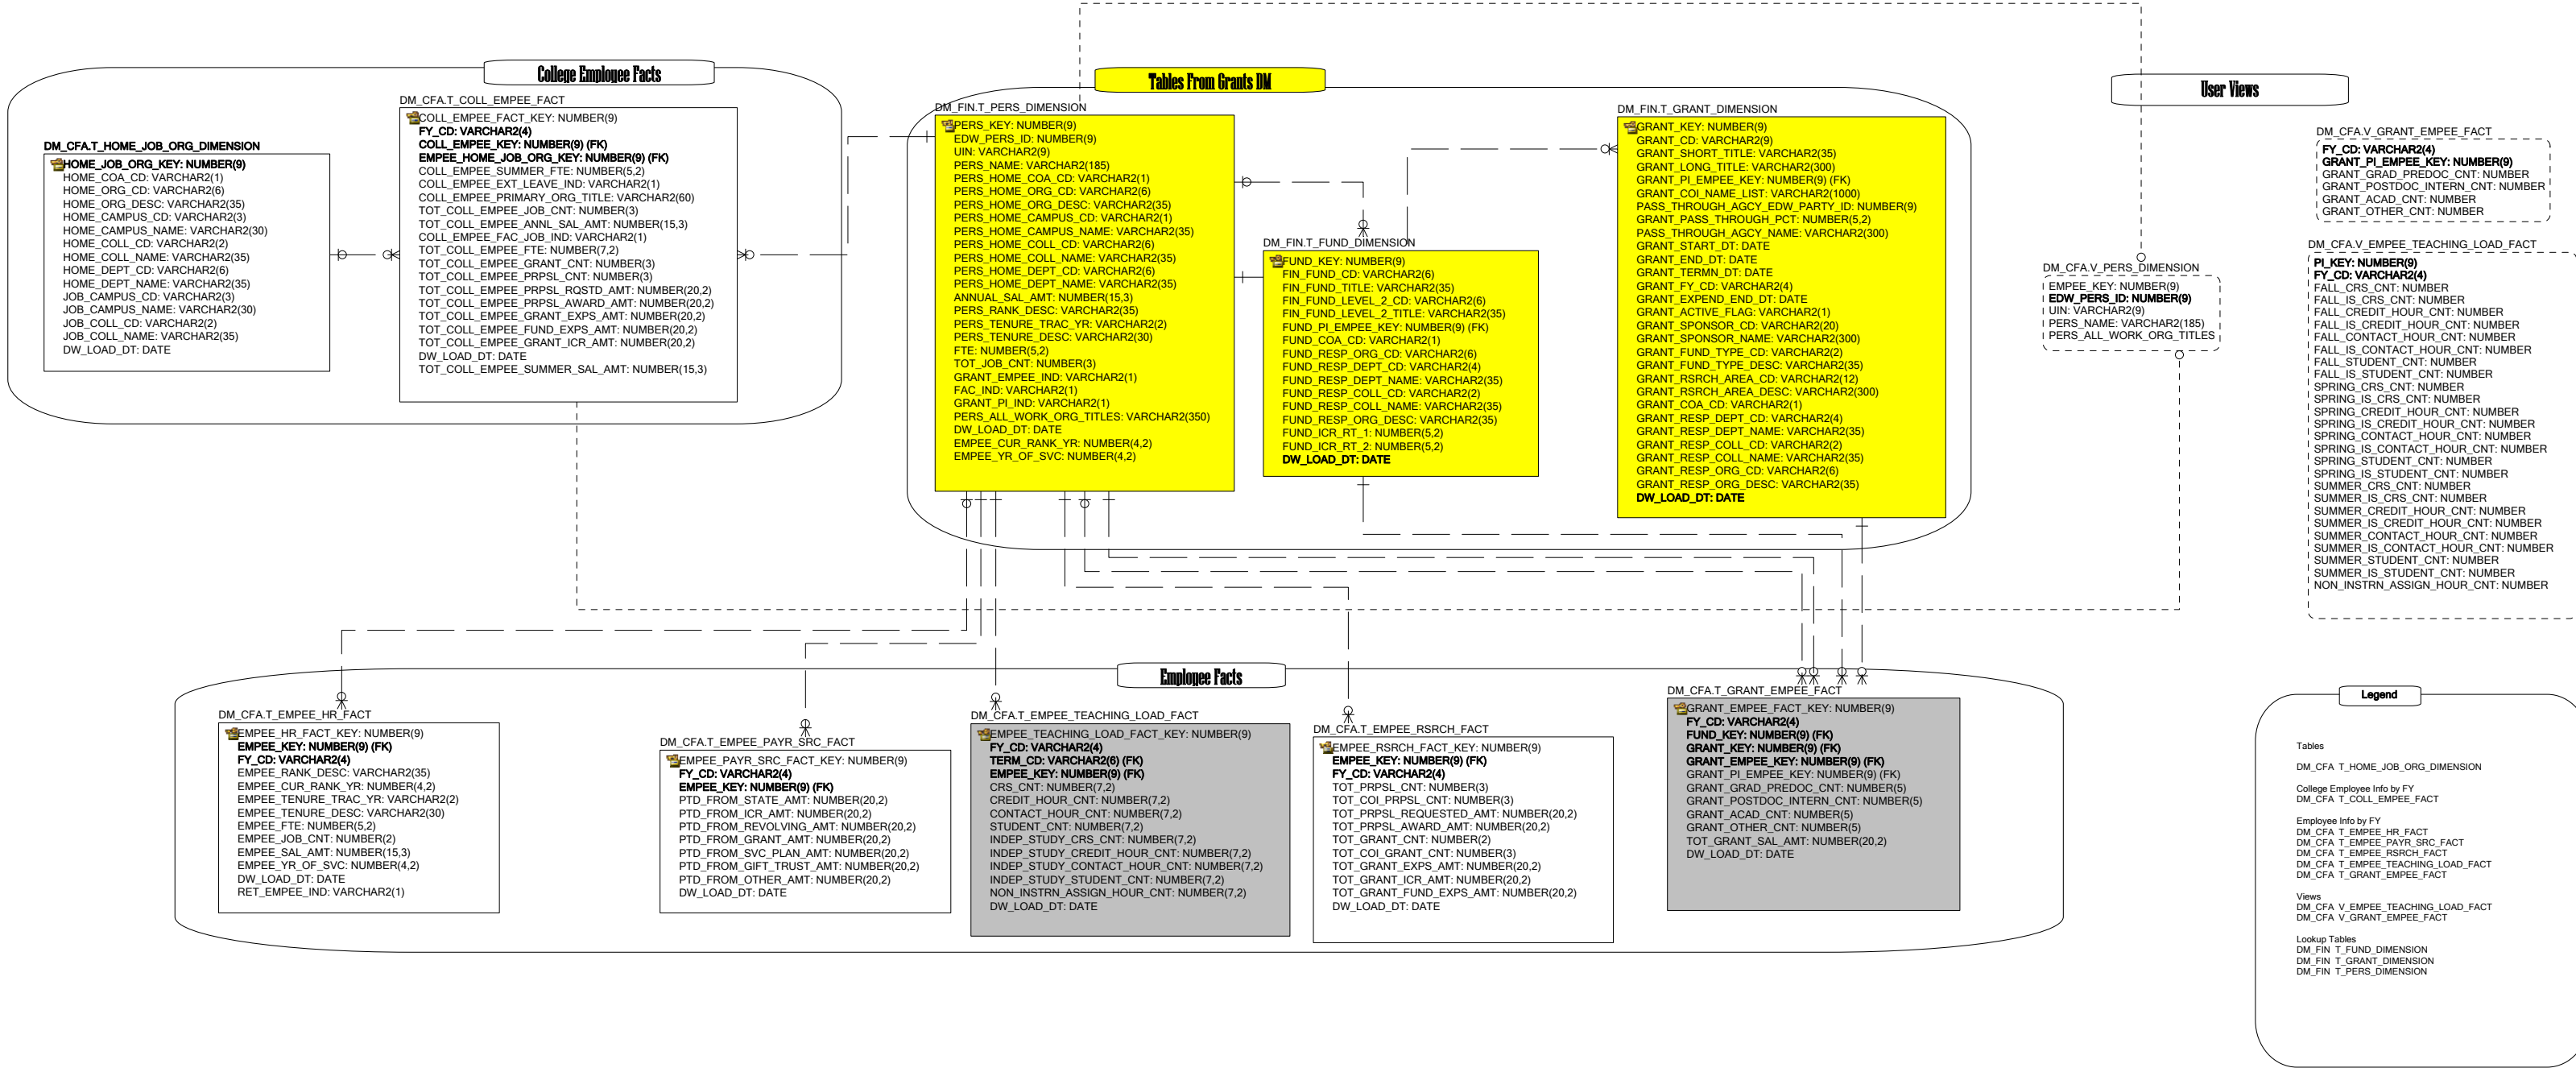 College Employee Facts
DM_CFA.T_HOME_JOB_ORG_DIMENSION
HOME_JOB_ORG_KEY: NUMBER(9)
HOME_COA_CD: VARCHAR2(1)
HOME_ORG_CD: VARCHAR2(6)
HOME_ORG_DESC: VARCHAR2(35)
HOME_CAMPUS_CD: VARCHAR2(3)
HOME_CAMPUS_NAME: VARCHAR2(30)
HOME_COLL_CD: VARCHAR2(2)
HOME_COLL_NAME: VARCHAR2(35)
HOME_DEPT_CD: VARCHAR2(6)
HOME_DEPT_NAME: VARCHAR2(35)
JOB_CAMPUS_CD: VARCHAR2(3)
JOB_CAMPUS_NAME: VARCHAR2(30)
JOB_COLL_CD: VARCHAR2(2)
JOB_COLL_NAME: VARCHAR2(35)
DW_LOAD_DT: DATE
DM_CFA.T_COLL_EMPEE_FACT
COLL_EMPEE_FACT_KEY: NUMBER(9)
FY_CD: VARCHAR2(4)
COLL_EMPEE_KEY: NUMBER(9) (FK)
EMPEE_HOME_JOB_ORG_KEY: NUMBER(9) (FK)
COLL_EMPEE_SUMMER_FTE: NUMBER(5,2)
COLL_EMPEE_EXT_LEAVE_IND: VARCHAR2(1)
COLL_EMPEE_PRIMARY_ORG_TITLE: VARCHAR2(60)
TOT_COLL_EMPEE_JOB_CNT: NUMBER(3)
TOT_COLL_EMPEE_ANNL_SAL_AMT: NUMBER(15,3)
COLL_EMPEE_FAC_JOB_IND: VARCHAR2(1)
TOT_COLL_EMPEE_FTE: NUMBER(7,2)
TOT_COLL_EMPEE_GRANT_CNT: NUMBER(3)
TOT_COLL_EMPEE_PRPSL_CNT: NUMBER(3)
TOT_COLL_EMPEE_PRPSL_RQSTD_AMT: NUMBER(20,2)
TOT_COLL_EMPEE_PRPSL_AWARD_AMT: NUMBER(20,2)
TOT_COLL_EMPEE_GRANT_EXPS_AMT: NUMBER(20,2)
TOT_COLL_EMPEE_FUND_EXPS_AMT: NUMBER(20,2)
TOT_COLL_EMPEE_GRANT_ICR_AMT: NUMBER(20,2)
DW_LOAD_DT: DATE
TOT_COLL_EMPEE_SUMMER_SAL_AMT: NUMBER(15,3)
Tables From Grants DM
DM_FIN.T_PERS_DIMENSION
PERS_KEY: NUMBER(9)
EDW_PERS_ID: NUMBER(9)
UIN: VARCHAR2(9)
PERS_NAME: VARCHAR2(185)
PERS_HOME_COA_CD: VARCHAR2(1)
PERS_HOME_ORG_CD: VARCHAR2(6)
PERS_HOME_ORG_DESC: VARCHAR2(35)
PERS_HOME_CAMPUS_CD: VARCHAR2(1)
PERS_HOME_CAMPUS_NAME: VARCHAR2(35)
PERS_HOME_COLL_CD: VARCHAR2(6)
PERS_HOME_COLL_NAME: VARCHAR2(35)
PERS_HOME_DEPT_CD: VARCHAR2(6)
PERS_HOME_DEPT_NAME: VARCHAR2(35)
ANNUAL_SAL_AMT: NUMBER(15,3)
PERS_RANK_DESC: VARCHAR2(35)
PERS_TENURE_TRAC_YR: VARCHAR2(2)
PERS_TENURE_DESC: VARCHAR2(30)
FTE: NUMBER(5,2)
TOT_JOB_CNT: NUMBER(3)
GRANT_EMPEE_IND: VARCHAR2(1)
FAC_IND: VARCHAR2(1)
GRANT_PI_IND: VARCHAR2(1)
PERS_ALL_WORK_ORG_TITLES: VARCHAR2(350)
DW_LOAD_DT: DATE
EMPEE_CUR_RANK_YR: NUMBER(4,2)
EMPEE_YR_OF_SVC: NUMBER(4,2)
DM_FIN.T_FUND_DIMENSION
FUND_KEY: NUMBER(9)
FIN_FUND_CD: VARCHAR2(6)
FIN_FUND_TITLE: VARCHAR2(35)
FIN_FUND_LEVEL_2_CD: VARCHAR2(6)
FIN_FUND_LEVEL_2_TITLE: VARCHAR2(35)
FUND_PI_EMPEE_KEY: NUMBER(9) (FK)
FUND_COA_CD: VARCHAR2(1)
FUND_RESP_ORG_CD: VARCHAR2(6)
FUND_RESP_DEPT_CD: VARCHAR2(4)
FUND_RESP_DEPT_NAME: VARCHAR2(35)
FUND_RESP_COLL_CD: VARCHAR2(2)
FUND_RESP_COLL_NAME: VARCHAR2(35)
FUND_RESP_ORG_DESC: VARCHAR2(35)
FUND_ICR_RT_1: NUMBER(5,2)
FUND_ICR_RT_2: NUMBER(5,2)
DW_LOAD_DT: DATE
DM_FIN.T_GRANT_DIMENSION
GRANT_KEY: NUMBER(9)
GRANT_CD: VARCHAR2(9)
GRANT_SHORT_TITLE: VARCHAR2(35)
GRANT_LONG_TITLE: VARCHAR2(300)
GRANT_PI_EMPEE_KEY: NUMBER(9) (FK)
GRANT_COI_NAME_LIST: VARCHAR2(1000)
PASS_THROUGH_AGCY_EDW_PARTY_ID: NUMBER(9)
GRANT_PASS_THROUGH_PCT: NUMBER(5,2)
PASS_THROUGH_AGCY_NAME: VARCHAR2(300)
GRANT_START_DT: DATE
GRANT_END_DT: DATE
GRANT_TERMN_DT: DATE
GRANT_FY_CD: VARCHAR2(4)
GRANT_EXPEND_END_DT: DATE
GRANT_ACTIVE_FLAG: VARCHAR2(1)
GRANT_SPONSOR_CD: VARCHAR2(20)
GRANT_SPONSOR_NAME: VARCHAR2(300)
GRANT_FUND_TYPE_CD: VARCHAR2(2)
GRANT_FUND_TYPE_DESC: VARCHAR2(35)
GRANT_RSRCH_AREA_CD: VARCHAR2(12)
GRANT_RSRCH_AREA_DESC: VARCHAR2(300)
GRANT_COA_CD: VARCHAR2(1)
GRANT_RESP_DEPT_CD: VARCHAR2(4)
GRANT_RESP_DEPT_NAME: VARCHAR2(35)
GRANT_RESP_COLL_CD: VARCHAR2(2)
GRANT_RESP_COLL_NAME: VARCHAR2(35)
GRANT_RESP_ORG_CD: VARCHAR2(6)
GRANT_RESP_ORG_DESC: VARCHAR2(35)
DW_LOAD_DT: DATE
User Views
DM_CFA.V_PERS_DIMENSION
EMPEE_KEY: NUMBER(9)
EDW_PERS_ID: NUMBER(9)
UIN: VARCHAR2(9)
PERS_NAME: VARCHAR2(185)
PERS_ALL_WORK_ORG_TITLES
DM_CFA.V_GRANT_EMPEE_FACT
FY_CD: VARCHAR2(4)
GRANT_PI_EMPEE_KEY: NUMBER(9)
GRANT_GRAD_PREDOC_CNT: NUMBER
GRANT_POSTDOC_INTERN_CNT: NUMBER
GRANT_ACAD_CNT: NUMBER
GRANT_OTHER_CNT: NUMBER
DM_CFA.V_EMPEE_TEACHING_LOAD_FACT
PI_KEY: NUMBER(9)
FY_CD: VARCHAR2(4)
FALL_CRS_CNT: NUMBER
FALL_IS_CRS_CNT: NUMBER
FALL_CREDIT_HOUR_CNT: NUMBER
FALL_IS_CREDIT_HOUR_CNT: NUMBER
FALL_CONTACT_HOUR_CNT: NUMBER
FALL_IS_CONTACT_HOUR_CNT: NUMBER
FALL_STUDENT_CNT: NUMBER
FALL_IS_STUDENT_CNT: NUMBER
SPRING_CRS_CNT: NUMBER
SPRING_IS_CRS_CNT: NUMBER
SPRING_CREDIT_HOUR_CNT: NUMBER
SPRING_IS_CREDIT_HOUR_CNT: NUMBER
SPRING_CONTACT_HOUR_CNT: NUMBER
SPRING_IS_CONTACT_HOUR_CNT: NUMBER
SPRING_STUDENT_CNT: NUMBER
SPRING_IS_STUDENT_CNT: NUMBER
SUMMER_CRS_CNT: NUMBER
SUMMER_IS_CRS_CNT: NUMBER
SUMMER_CREDIT_HOUR_CNT: NUMBER
SUMMER_IS_CREDIT_HOUR_CNT: NUMBER
SUMMER_CONTACT_HOUR_CNT: NUMBER
SUMMER_IS_CONTACT_HOUR_CNT: NUMBER
SUMMER_STUDENT_CNT: NUMBER
SUMMER_IS_STUDENT_CNT: NUMBER
NON_INSTRN_ASSIGN_HOUR_CNT: NUMBER
Employee Facts
DM_CFA.T_EMPEE_HR_FACT
EMPEE_HR_FACT_KEY: NUMBER(9)
EMPEE_KEY: NUMBER(9) (FK)
FY_CD: VARCHAR2(4)
EMPEE_RANK_DESC: VARCHAR2(35)
EMPEE_CUR_RANK_YR: NUMBER(4,2)
EMPEE_TENURE_TRAC_YR: VARCHAR2(2)
EMPEE_TENURE_DESC: VARCHAR2(30)
EMPEE_FTE: NUMBER(5,2)
EMPEE_JOB_CNT: NUMBER(2)
EMPEE_SAL_AMT: NUMBER(15,3)
EMPEE_YR_OF_SVC: NUMBER(4,2)
DW_LOAD_DT: DATE
RET_EMPEE_IND: VARCHAR2(1)
DM_CFA.T_EMPEE_PAYR_SRC_FACT
EMPEE_PAYR_SRC_FACT_KEY: NUMBER(9)
FY_CD: VARCHAR2(4)
EMPEE_KEY: NUMBER(9) (FK)
PTD_FROM_STATE_AMT: NUMBER(20,2)
PTD_FROM_ICR_AMT: NUMBER(20,2)
PTD_FROM_REVOLVING_AMT: NUMBER(20,2)
PTD_FROM_GRANT_AMT: NUMBER(20,2)
PTD_FROM_SVC_PLAN_AMT: NUMBER(20,2)
PTD_FROM_GIFT_TRUST_AMT: NUMBER(20,2)
PTD_FROM_OTHER_AMT: NUMBER(20,2)
DW_LOAD_DT: DATE
DM_CFA.T_EMPEE_TEACHING_LOAD_FACT
EMPEE_TEACHING_LOAD_FACT_KEY: NUMBER(9)
FY_CD: VARCHAR2(4)
TERM_CD: VARCHAR2(6) (FK)
EMPEE_KEY: NUMBER(9) (FK)
CRS_CNT: NUMBER(7,2)
CREDIT_HOUR_CNT: NUMBER(7,2)
CONTACT_HOUR_CNT: NUMBER(7,2)
STUDENT_CNT: NUMBER(7,2)
INDEP_STUDY_CRS_CNT: NUMBER(7,2)
INDEP_STUDY_CREDIT_HOUR_CNT: NUMBER(7,2)
INDEP_STUDY_CONTACT_HOUR_CNT: NUMBER(7,2)
INDEP_STUDY_STUDENT_CNT: NUMBER(7,2)
NON_INSTRN_ASSIGN_HOUR_CNT: NUMBER(7,2)
DW_LOAD_DT: DATE
DM_CFA.T_EMPEE_RSRCH_FACT
EMPEE_RSRCH_FACT_KEY: NUMBER(9)
EMPEE_KEY: NUMBER(9) (FK)
FY_CD: VARCHAR2(4)
TOT_PRPSL_CNT: NUMBER(3)
TOT_COI_PRPSL_CNT: NUMBER(3)
TOT_PRPSL_REQUESTED_AMT: NUMBER(20,2)
TOT_PRPSL_AWARD_AMT: NUMBER(20,2)
TOT_GRANT_CNT: NUMBER(2)
TOT_COI_GRANT_CNT: NUMBER(3)
TOT_GRANT_EXPS_AMT: NUMBER(20,2)
TOT_GRANT_ICR_AMT: NUMBER(20,2)
TOT_GRANT_FUND_EXPS_AMT: NUMBER(20,2)
DW_LOAD_DT: DATE
DM_CFA.T_GRANT_EMPEE_FACT
GRANT_EMPEE_FACT_KEY: NUMBER(9)
FY_CD: VARCHAR2(4)
FUND_KEY: NUMBER(9) (FK)
GRANT_KEY: NUMBER(9) (FK)
GRANT_EMPEE_KEY: NUMBER(9) (FK)
GRANT_PI_EMPEE_KEY: NUMBER(9) (FK)
GRANT_GRAD_PREDOC_CNT: NUMBER(5)
GRANT_POSTDOC_INTERN_CNT: NUMBER(5)
GRANT_ACAD_CNT: NUMBER(5)
GRANT_OTHER_CNT: NUMBER(5)
TOT_GRANT_SAL_AMT: NUMBER(20,2)
DW_LOAD_DT: DATE
Legend
Tables
DM_CFA T_HOME_JOB_ORG_DIMENSION
College Employee Info by FY
DM_CFA T_COLL_EMPEE_FACT
Employee Info by FY
DM_CFA T_EMPEE_HR_FACT
DM_CFA T_EMPEE_PAYR_SRC_FACT
DM_CFA T_EMPEE_RSRCH_FACT
DM_CFA T_EMPEE_TEACHING_LOAD_FACT
DM_CFA T_GRANT_EMPEE_FACT
Views
DM_CFA V_EMPEE_TEACHING_LOAD_FACT
DM_CFA V_GRANT_EMPEE_FACT
Lookup Tables
DM_FIN T_FUND_DIMENSION
DM_FIN T_GRANT_DIMENSION
DM_FIN T_PERS_DIMENSION